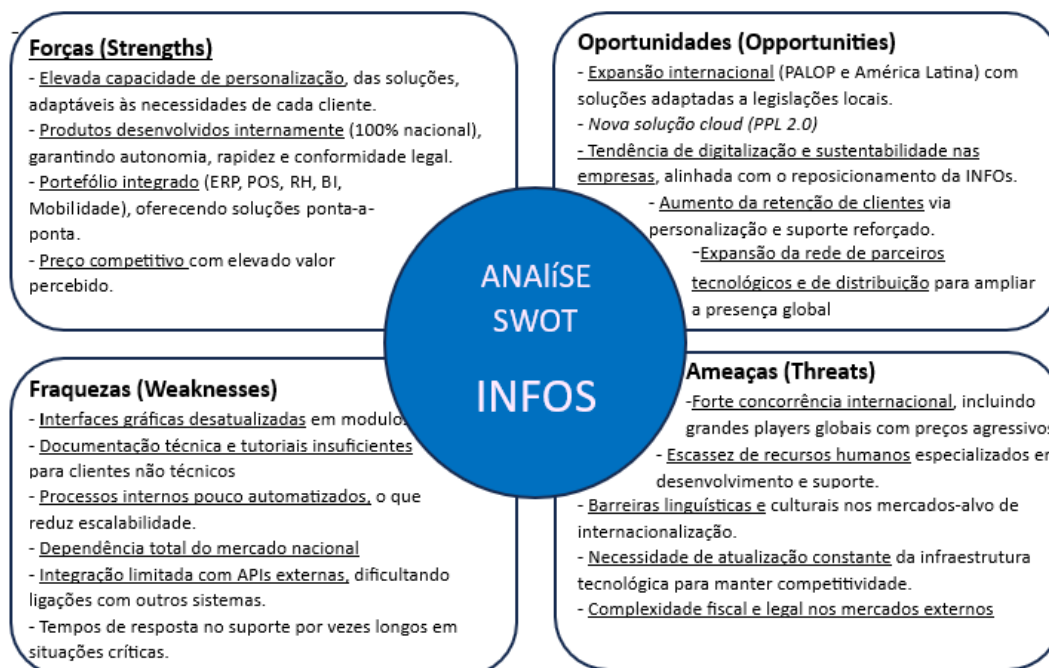 Forças (Strengths)
- Elevada capacidade de personalização, das soluções,
adaptáveis às necessidades de cada cliente.
- Produtos desenvolvidos internamente (100% nacional),
garantindo autonomia, rapidez e conformidade legal.
- Portefólio integrado (ERP, POS, RH, BI,
Mobilidade), oferecendo soluções ponta-a-
ponta.
- Preço competitivo com elevado valor
percebido.
Oportunidades (Opportunities)
- Expansão internacional (PALOP e América Latina) com
soluções adaptadas a legislações locais.
- Nova solução cloud (PPL 2.0)
- Tendência de digitalização e sustentabilidade nas
empresas, alinhada com o reposicionamento da INFOs.
- Aumento da retenção de clientes via
personalização e suporte reforçado.
-Expansão da rede de parceiros
tecnológicos e de distribuição para ampliar
a presença global
ANAlíSE
SWOT
INFOS
Fraquezas (Weaknesses)
- Interfaces gráficas desatualizadas em modulos
- Documentação técnica e tutoriais insuficientes
para clientes não técnicos
- Processos internos pouco automatizados, o que
reduz escalabilidade.
- Dependência total do mercado nacional
- Integração limitada com APIs externas, dificultando
ligações com outros sistemas.
- Tempos de resposta no suporte por vezes longos em
situações críticas.
Ameaças (Threats)
-Forte concorrência internacional, incluindo
grandes players globais com preços agressivos
- Escassez de recursos humanos especializados em
desenvolvimento e suporte.
- Barreiras linguísticas e culturais nos mercados-alvo de
internacionalização.
- Necessidade de atualização constante da infraestrutura
tecnológica para manter competitividade.
- Complexidade fiscal e legal nos mercados externos